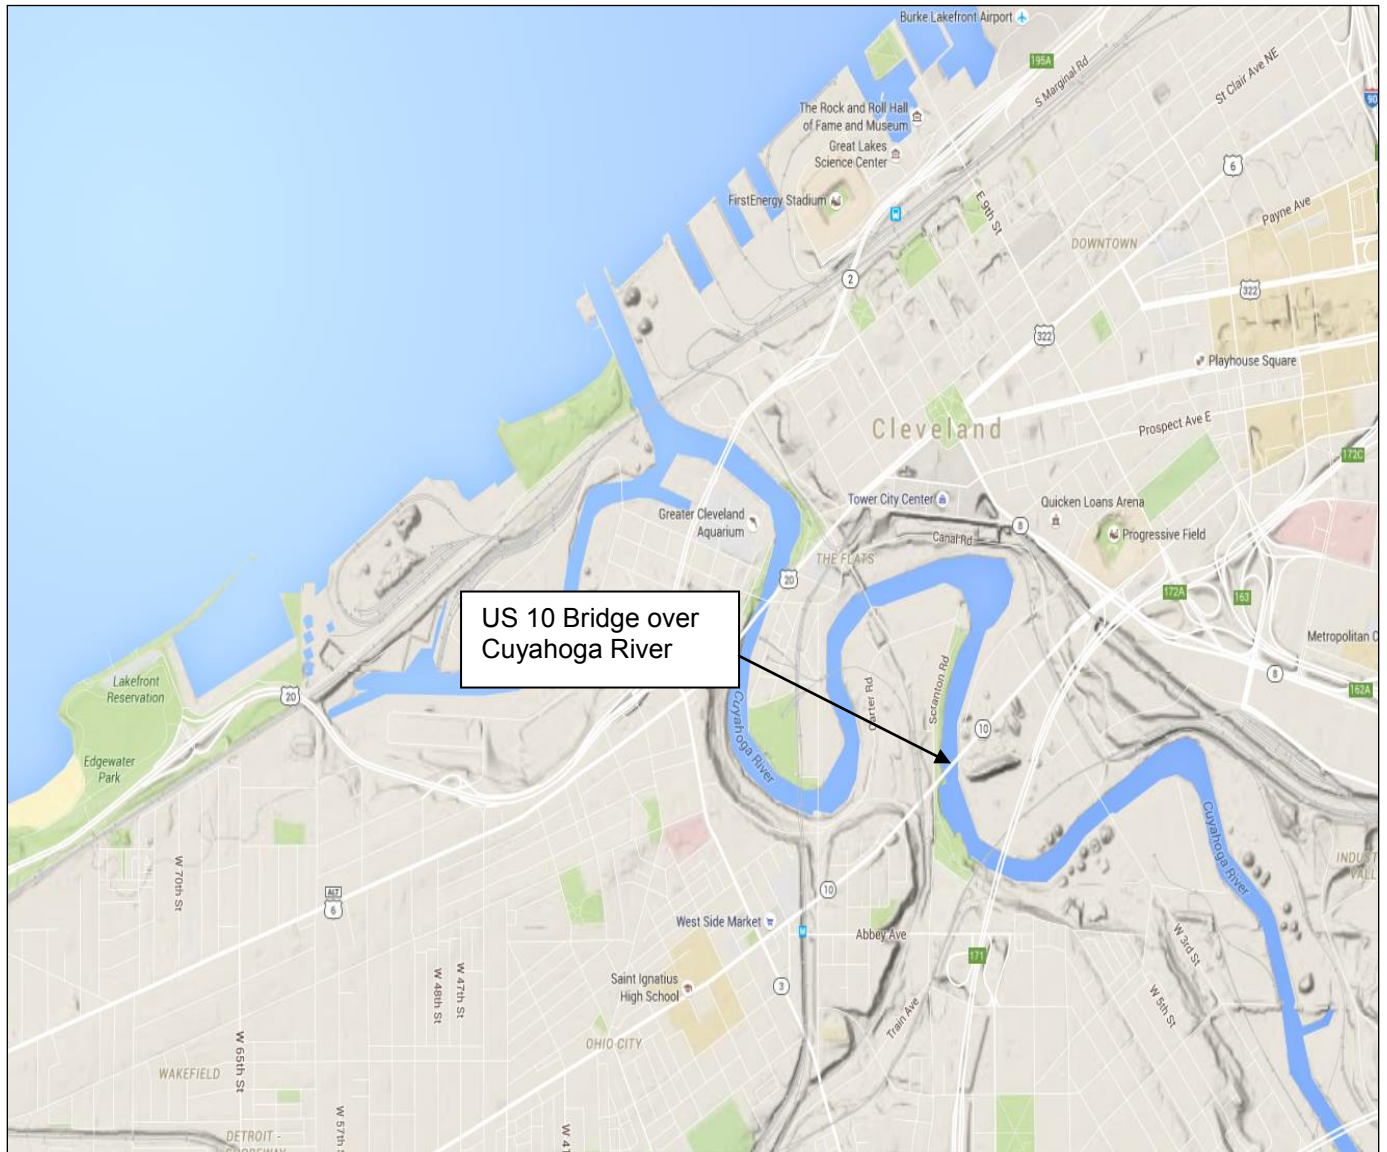 Burke Lakefront Airport
195A
S Marginal Rd
St Clair Ave NE
90
The Rock and Roll Hall
of Fame and Museum
Great Lakes
Science Center
6
FirstEnergy Stadium
E 9th St
Payne Ave
DOWNTOWN
2
322
322
Playhouse Square
Cleveland
Prospect Ave E
172C
Tower City Center
Quicken Loans Arena
Greater Cleveland
Aquarium
8
Canal Rd
Progressive Field
THE FLATS
20
172A
163
US 10 Bridge over
Cuyahoga River
Metropolitan C
Lakefront
Reservation
20
Scranton Rd
Carter Rd
8
162A
10
Cuyahoga River
Edgewater
Park
Cuyahoga River
INDUST
VALL
W 70th St
ALT
6
10
West Side Market
M
Abbey Ave
W 3rd St
171
W 47th St
W 48th St
Saint Ignatius
High School
3
W 5th St
Train Ave
OHIO CITY
W 65th St
WAKEFIELD
W 57th S
W 41
DETROIT -
SHOREWAY